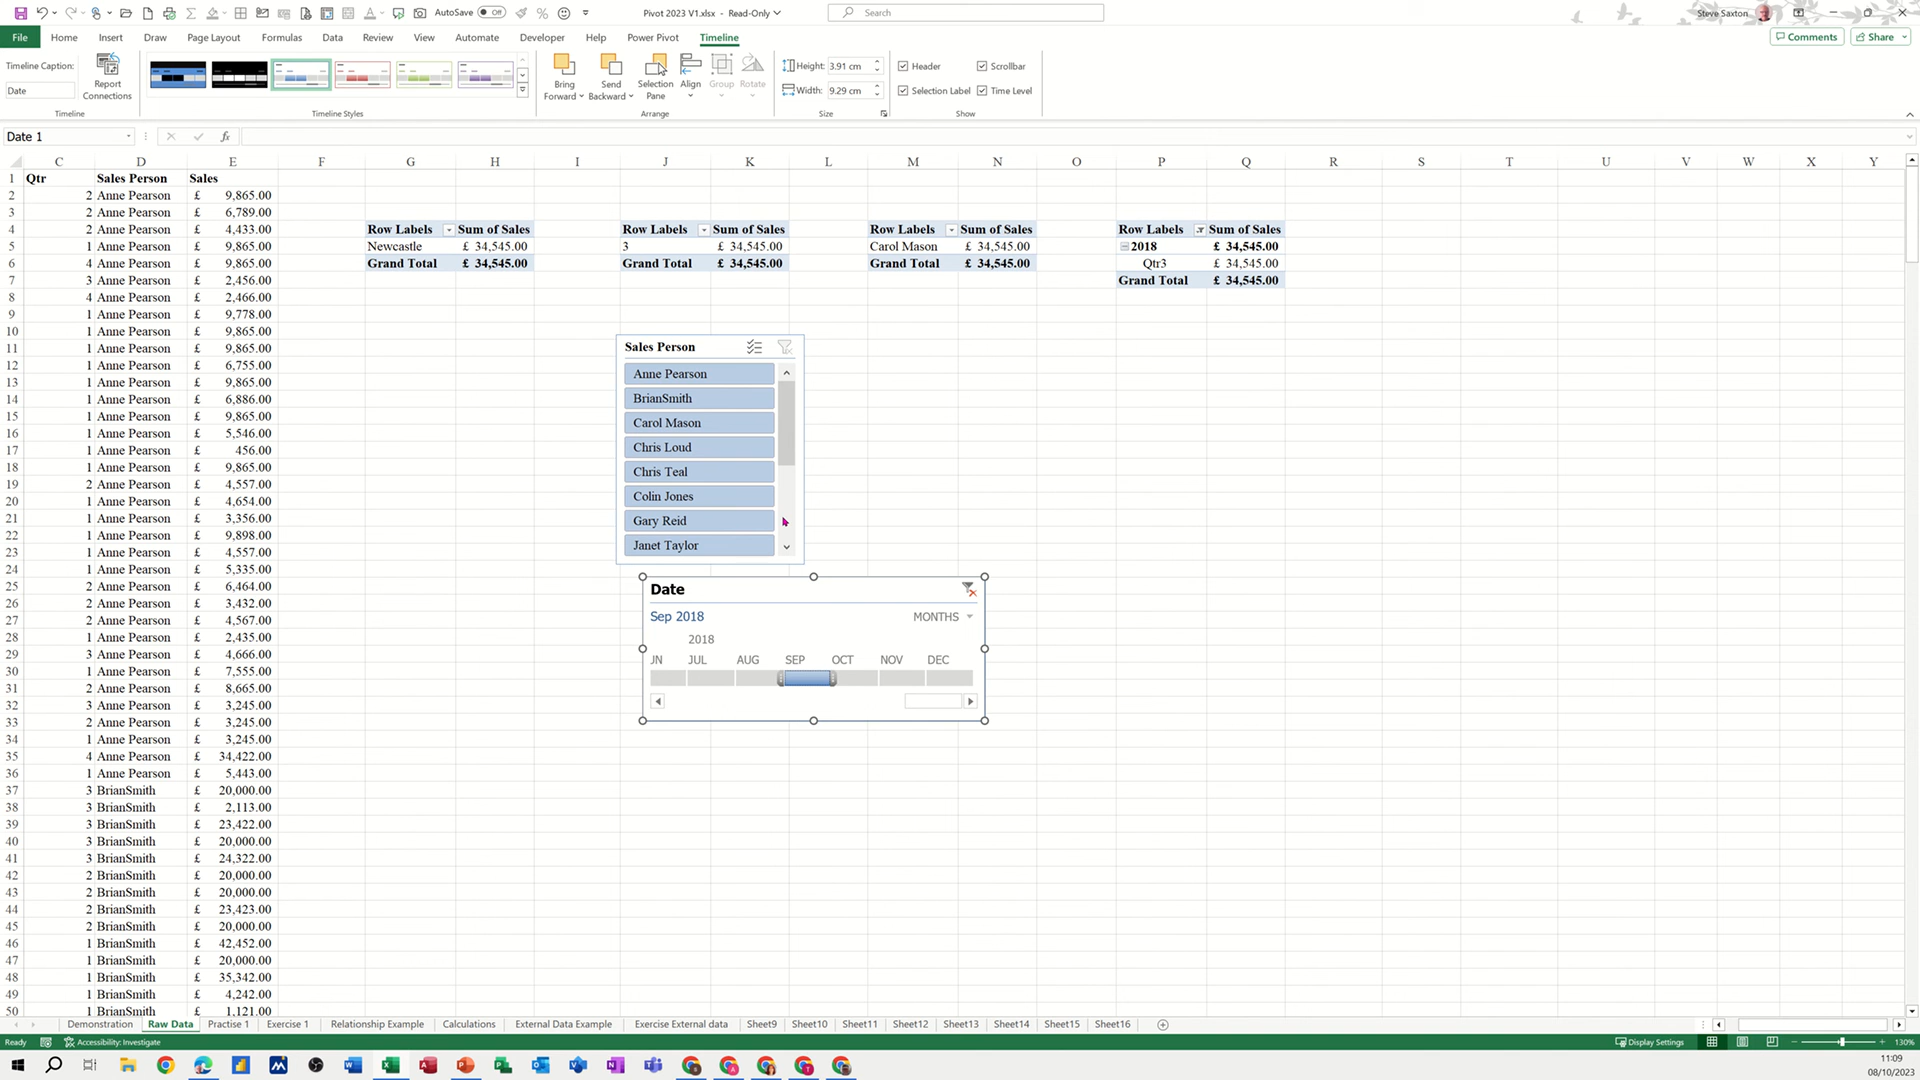 AutoSave Off
Pivot 2023 V1.xlsx - Read-Only
Search
Steve Saxton
File Home Insert Draw Page Layout Formulas Data Review View Automate Developer Help Power Pivot Timeline
Comments Share
Timeline Caption:
Date
Report Connections
Bring Forward
Send Backward
Selection Pane
Align
Group
Rotate
Height: 3.91 cm
Width: 9.29 cm
Header
Scrollbar
Selection Label
Time Level
Timeline
Timeline Styles
Arrange
Size
Show
Date 1
fx
C D E F G H I J K L M N O P Q R S T U V W X Y
1 Qtr Sales Person Sales
2 2 Anne Pearson £ 9,865.00
3 2 Anne Pearson £ 6,789.00
4 2 Anne Pearson £ 4,433.00 Row Labels Sum of Sales Row Labels Sum of Sales Row Labels Sum of Sales Row Labels Sum of Sales
5 1 Anne Pearson £ 9,865.00 Newcastle £ 34,545.00 3 £ 34,545.00 Carol Mason £ 34,545.00 2018 £ 34,545.00
6 4 Anne Pearson £ 9,865.00 Grand Total £ 34,545.00 Grand Total £ 34,545.00 Grand Total £ 34,545.00 Qtr3 £ 34,545.00
7 3 Anne Pearson £ 2,456.00 Grand Total £ 34,545.00
8 4 Anne Pearson £ 2,466.00
9 1 Anne Pearson £ 9,778.00
10 1 Anne Pearson £ 9,865.00
11 1 Anne Pearson £ 9,865.00
12 1 Anne Pearson £ 6,755.00
13 1 Anne Pearson £ 9,865.00
14 1 Anne Pearson £ 6,886.00
15 1 Anne Pearson £ 9,865.00
16 1 Anne Pearson £ 5,546.00
17 1 Anne Pearson £ 456.00
18 1 Anne Pearson £ 9,865.00
19 2 Anne Pearson £ 4,557.00
20 1 Anne Pearson £ 4,654.00
21 1 Anne Pearson £ 3,356.00
22 1 Anne Pearson £ 9,898.00
23 1 Anne Pearson £ 4,557.00
24 1 Anne Pearson £ 5,335.00
25 2 Anne Pearson £ 6,464.00
26 2 Anne Pearson £ 3,432.00
27 2 Anne Pearson £ 4,567.00
28 1 Anne Pearson £ 2,435.00
29 3 Anne Pearson £ 4,666.00
30 1 Anne Pearson £ 7,555.00
31 2 Anne Pearson £ 8,665.00
32 3 Anne Pearson £ 3,245.00
33 2 Anne Pearson £ 3,245.00
34 1 Anne Pearson £ 3,245.00
35 4 Anne Pearson £ 34,422.00
36 1 Anne Pearson £ 5,443.00
37 3 BrianSmith £ 20,000.00
38 3 BrianSmith £ 2,113.00
39 3 BrianSmith £ 23,422.00
40 3 BrianSmith £ 20,000.00
41 3 BrianSmith £ 24,322.00
42 2 BrianSmith £ 20,000.00
43 2 BrianSmith £ 20,000.00
44 2 BrianSmith £ 23,423.00
45 2 BrianSmith £ 20,000.00
46 1 BrianSmith £ 42,452.00
47 1 BrianSmith £ 20,000.00
48 1 BrianSmith £ 35,342.00
49 1 BrianSmith £ 4,242.00
50 1 BrianSmith £ 1,121.00
Sales Person
Anne Pearson
BrianSmith
Carol Mason
Chris Loud
Chris Teal
Colin Jones
Gary Reid
Janet Taylor
Date
Sep 2018 MONTHS
2018
JN JUL AUG SEP OCT NOV DEC
Demonstration Raw Data Practise 1 Exercise 1 Relationship Example Calculations External Data Example Exercise External data Sheet9 Sheet10 Sheet11 Sheet12 Sheet13 Sheet14 Sheet15 Sheet16
Ready Accessibility: Investigate Display Settings 130%
11:09
08/10/2023